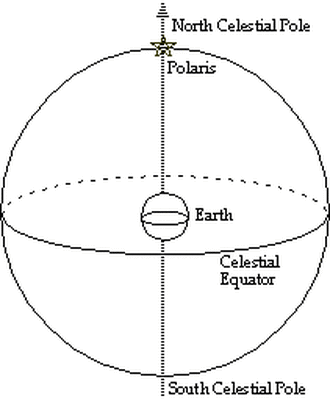 North Celestial Pole
Polaris
Earth
Celestial
Equator
South Celestial Pole